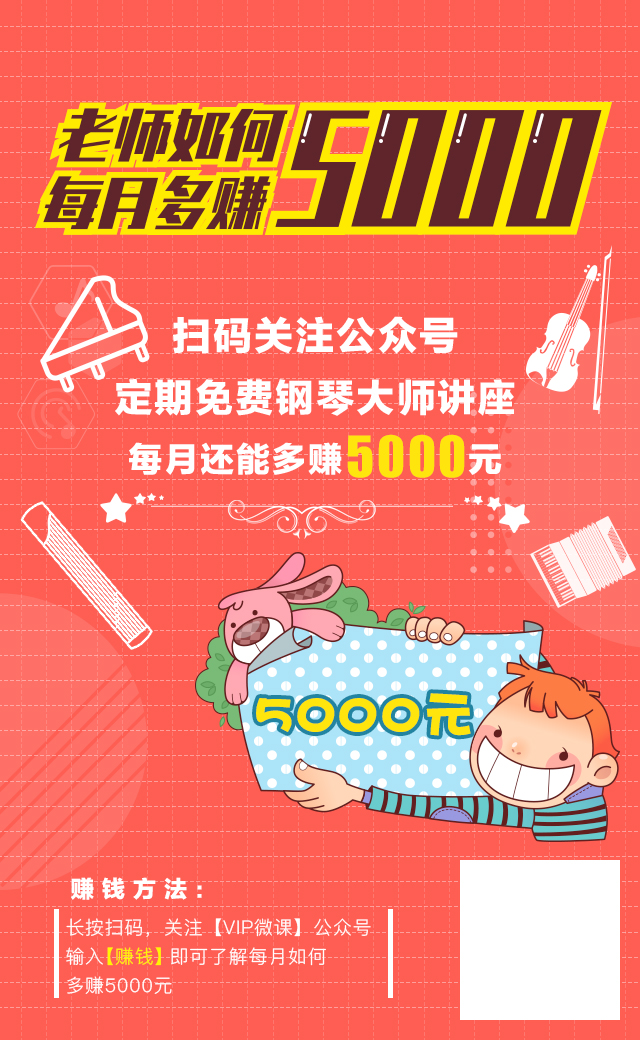 老师如何
每月多赚5000
扫码关注公众号
定期免费钢琴大师讲座
每月还能多赚5000元
5000元
赚钱方法：
长按扫码，关注【VIP微课】公众号
输入【赚钱】即可了解每月如何
多赚5000元